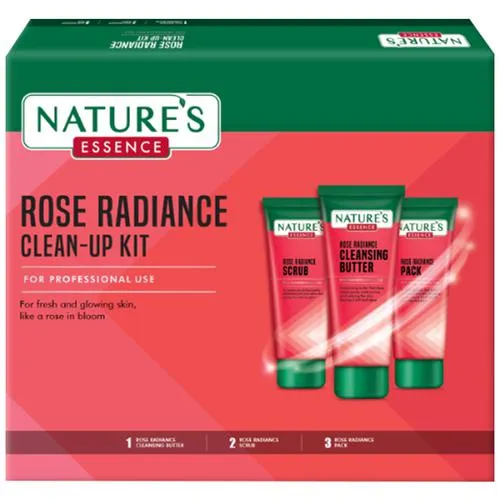 NATURE'S
ESSENCE
ROSE RADIANCE
CLEAN-UP KIT
NATURE'S
ESSENCE
ROSE RADIANCE
CLEAN-UP KIT
FOR PROFESSIONAL USE
For fresh and glowing skin,
like a rose in bloom
NATURE'S
ESSENCE
ROSE RADIANCE
SCRUB
NATURE'S
ESSENCE
ROSE RADIANCE
CLEANSING
BUTTER
NATURE'S
ESSENCE
ROSE RADIANCE
PACK
1 ROSE RADIANCE
CLEANSING BUTTER
2 ROSE RADIANCE
SCRUB
3 ROSE RADIANCE
PACK